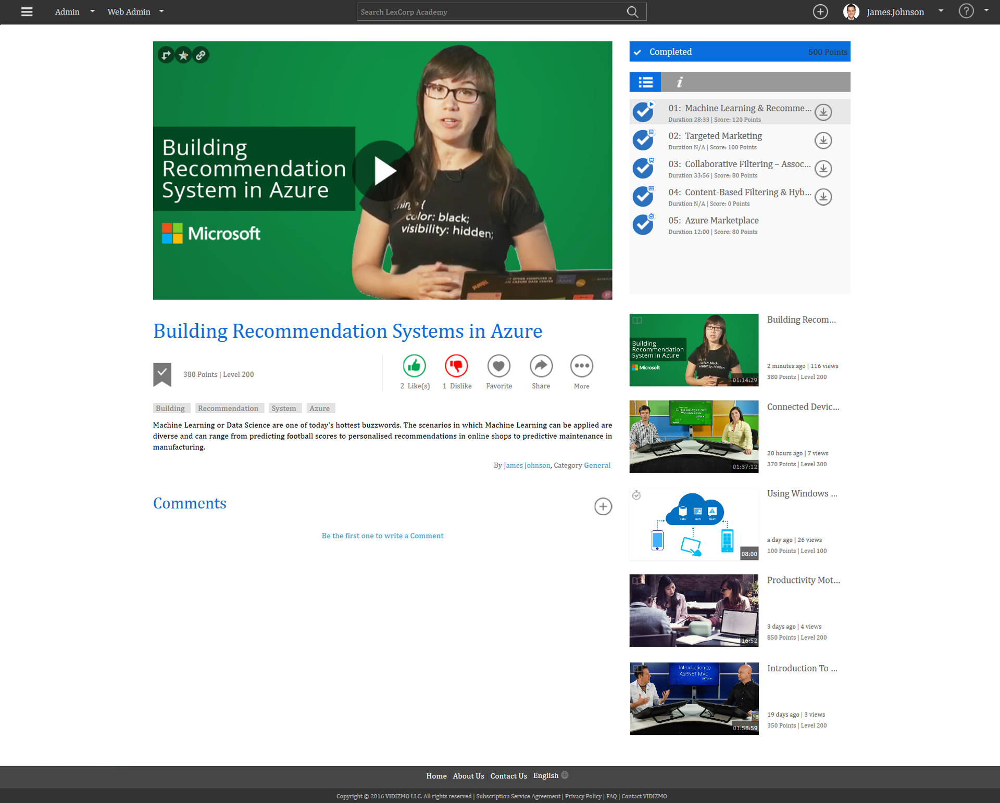 Admin
Web Admin
Search LexCorp Academy
James.Johnson
Building
Recommendation
System in Azure
Microsoft
color: black;
visibility: hidden;
Completed
500 Points
01: Machine Learning & Recomme...
Duration 28:33 | Score: 120 Points
02: Targeted Marketing
Duration N/A | Score: 100 Points
03: Collaborative Filtering – Assoc...
Duration 33:56 | Score: 80 Points
04: Content-Based Filtering & Hyb...
Duration N/A | Score: 0 Points
05: Azure Marketplace
Duration 12:00 | Score: 80 Points
Building Recommendation Systems in Azure
380 Points | Level 200
2 Like(s)
1 Dislike
Favorite
Share
More
Building
Recommendation
System
Azure
Machine Learning or Data Science are one of today's hottest buzzwords. The scenarios in which Machine Learning can be applied are
diverse and can range from predicting football scores to personalised recommendations in online shops to predictive maintenance in
manufacturing.
By James Johnson, Category General
Comments
Be the first one to write a Comment
Building
Recommendation
System in Azure
Microsoft
color: black;
visibility: hidden;
01:14:29
Building Recom...
2 minutes ago | 116 views
380 Points | Level 200
Connected Devices with
Windows Azure
01:37:12
Connected Devic...
20 hours ago | 7 views
370 Points | Level 300
data
auth
push
08:00
Using Windows ...
a day ago | 26 views
100 Points | Level 100
16:52
Productivity Mot...
3 days ago | 4 views
850 Points | Level 200
Introduction to
ASP.NET MVC
01:58:59
Introduction To ...
19 days ago | 3 views
350 Points | Level 200
Home
About Us
Contact Us
English
Copyright © 2016 VIDIZMO LLC. All rights reserved | Subscription Service Agreement | Privacy Policy | FAQ | Contact VIDIZMO